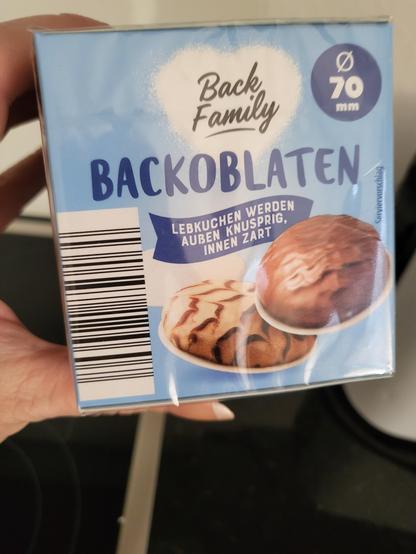 Back
Family
Ø
70
mm
BACKOBLATEN
LEBKUCHEN WERDEN
AUßEN KNUSPRIG,
INNEN ZART
Serviervorschlag